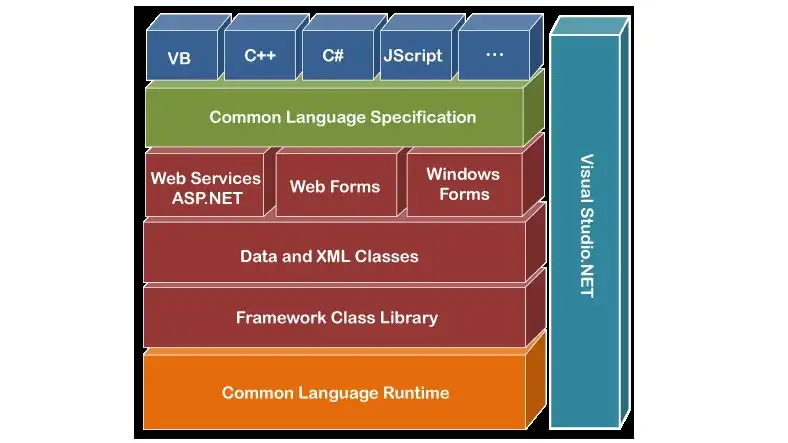 VB
C++
C#
JScript
...
Common Language Specification
Web Services
ASP.NET
Web Forms
Windows
Forms
Data and XML Classes
Framework Class Library
Common Language Runtime
Visual Studio.NET